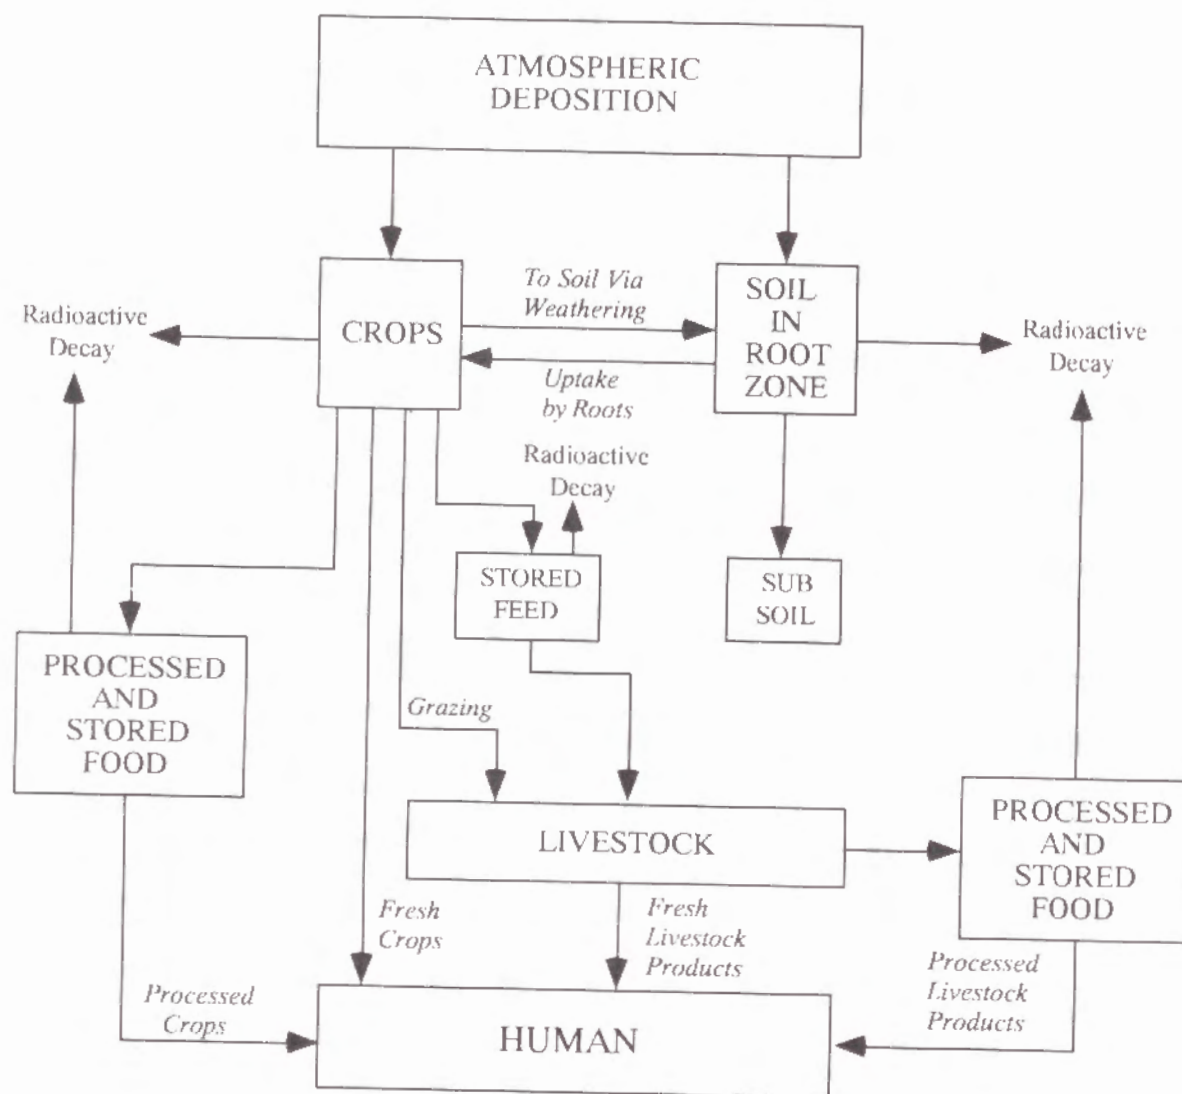 ATMOSPHERIC
DEPOSITION
CROPS
To Soil Via
Weathering
SOIL
IN
ROOT
ZONE
Radioactive
Decay
Radioactive
Decay
Uptake
by Roots
Radioactive
Decay
STORED
FEED
SUB
SOIL
PROCESSED
AND
STORED
FOOD
Grazing
LIVESTOCK
PROCESSED
AND
STORED
FOOD
Fresh
Crops
Fresh
Livestock
Products
Processed
Livestock
Products
Processed
Crops
HUMAN